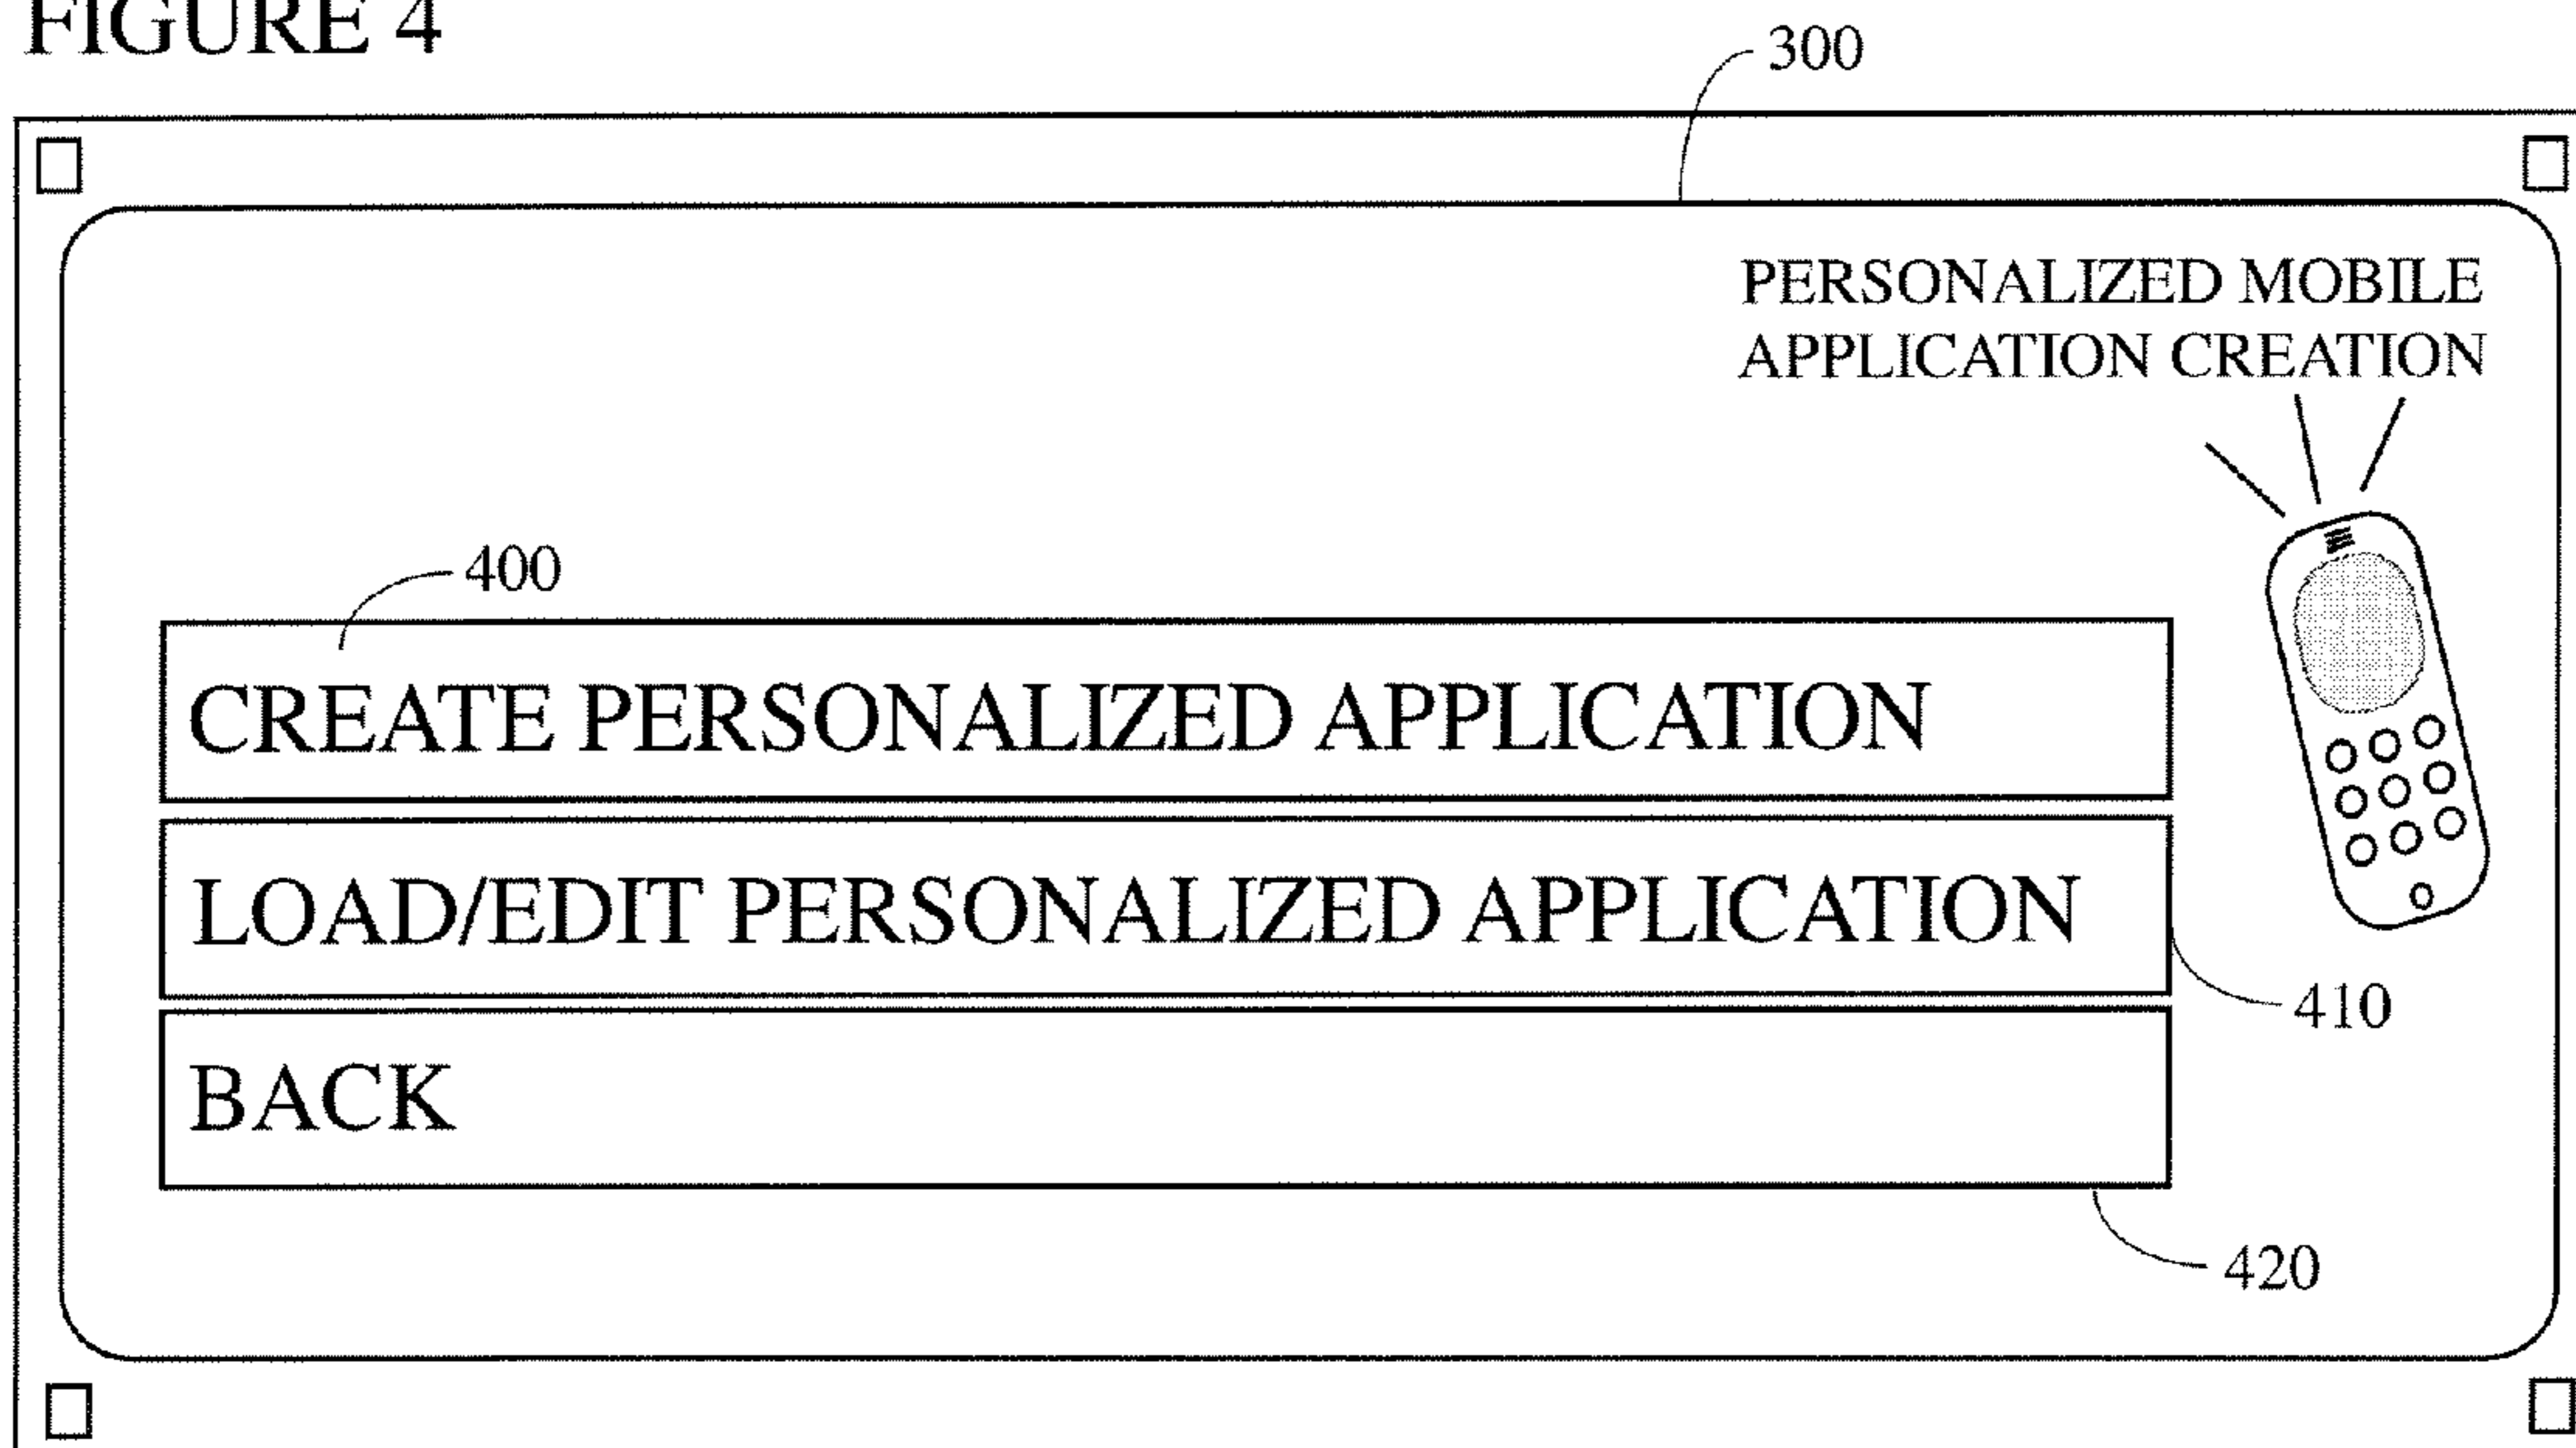 FIGURE 4
300
PERSONALIZED MOBILE
APPLICATION CREATION
400
CREATE PERSONALIZED APPLICATION
LOAD/EDIT PERSONALIZED APPLICATION
410
BACK
420